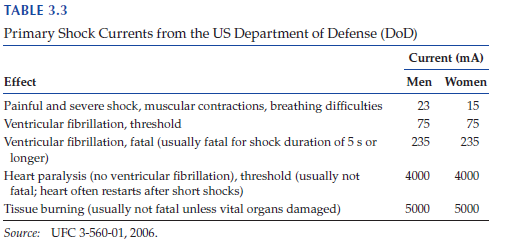 TABLE 3.3
Primary Shock Currents from the US Department of Defense (DoD)
Current (mA)
Effect Men Women
Painful and severe shock, muscular contractions, breathing difficulties 23 15
Ventricular fibrillation, threshold 75 75
Ventricular fibrillation, fatal (usually fatal for shock duration of 5 s or 235 235
longer)
Heart paralysis (no ventricular fibrillation), threshold (usually not 4000 4000
fatal; heart often restarts after short shocks)
Tissue burning (usually not fatal unless vital organs damaged) 5000 5000
Source: UFC 3-560-01, 2006.